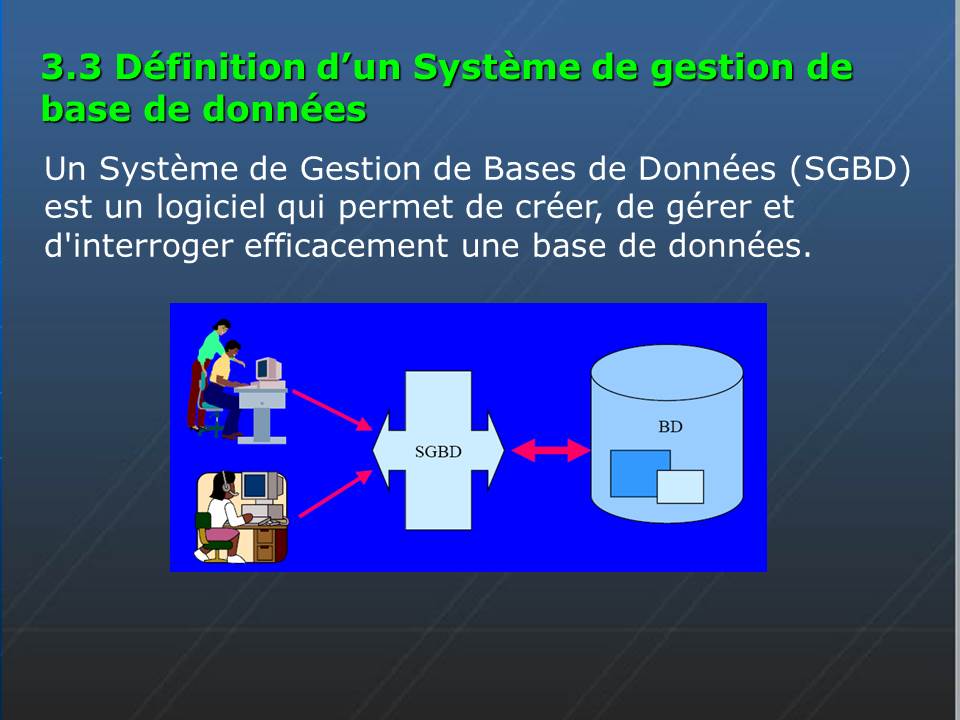 3.3 Définition d’un Système de gestion de
base de données
Un Système de Gestion de Bases de Données (SGBD)
est un logiciel qui permet de créer, de gérer et
d'interroger efficacement une base de données.
SGBD
BD